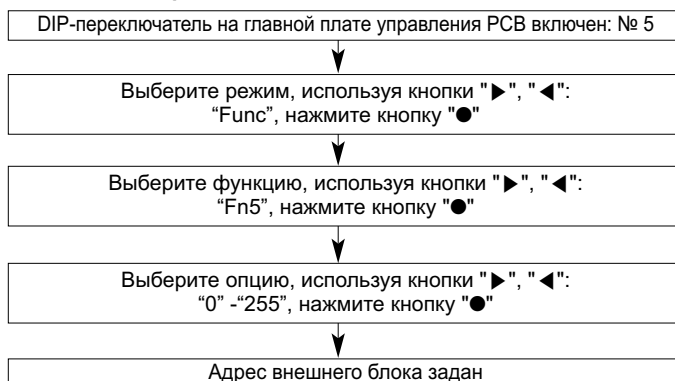 DIP-переключатель на главной плате управления PCB включен: № 5
Выберите режим, используя кнопки "▶", "◀":
“Func”, нажмите кнопку "●"
Выберите функцию, используя кнопки "▶", "◀":
“Fn5”, нажмите кнопку "●"
Выберите опцию, используя кнопки "▶", "◀":
“0” -“255”, нажмите кнопку "●"
Адрес внешнего блока задан